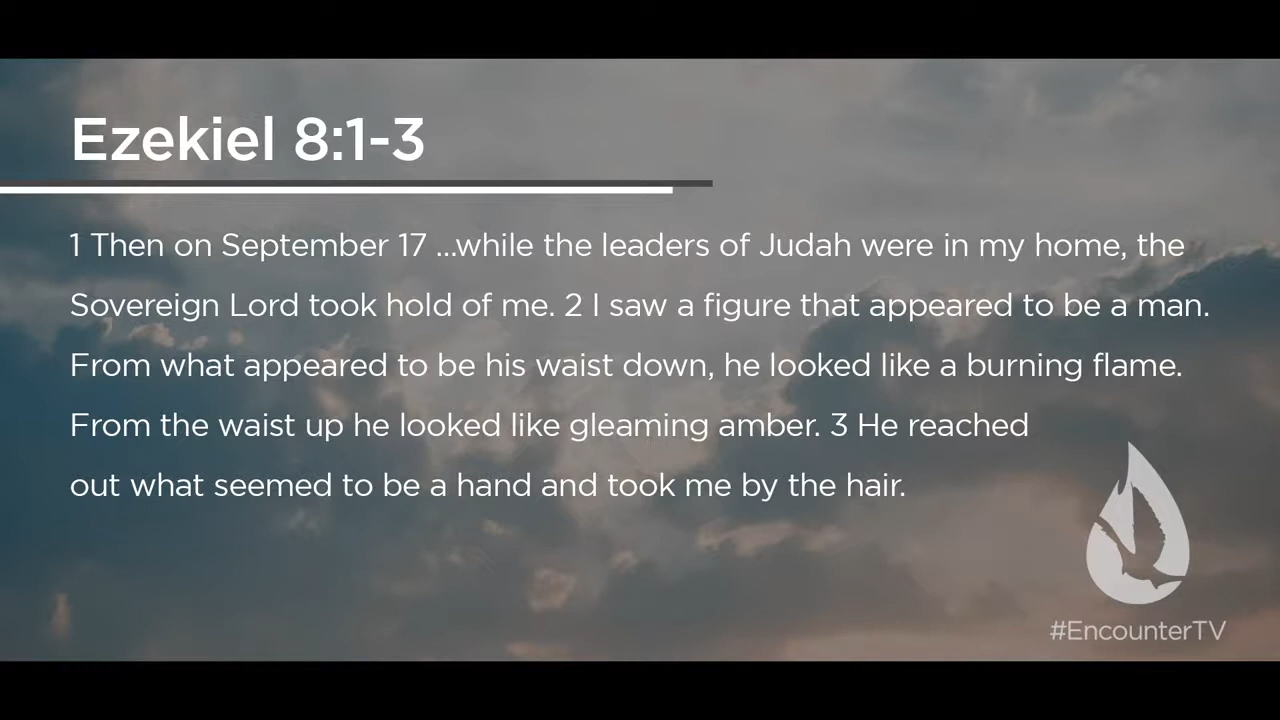 Ezekiel 8:1-3
1 Then on September 17 ...while the leaders of Judah were in my home, the
Sovereign Lord took hold of me. 2 I saw a figure that appeared to be a man.
From what appeared to be his waist down, he looked like a burning flame.
From the waist up he looked like gleaming amber. 3 He reached
out what seemed to be a hand and took me by the hair.
#EncounterTV